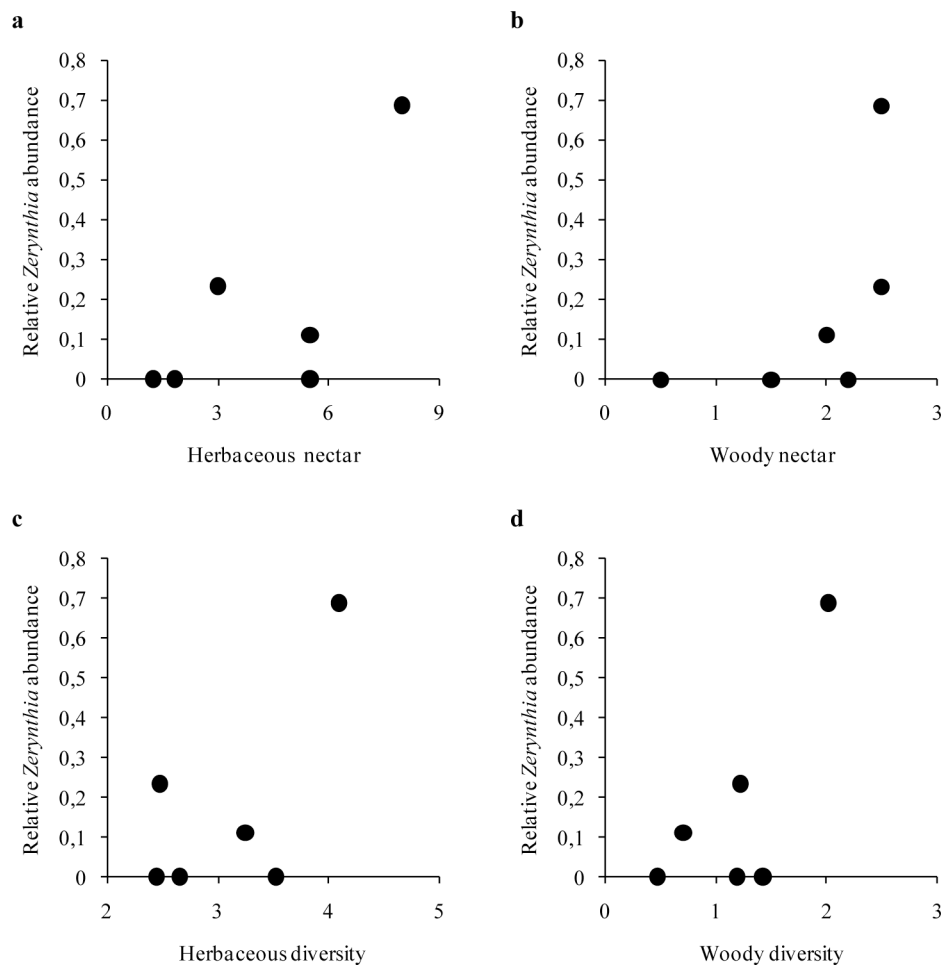 a
Relative Zerynthia abundance
0,8
0,7
0,6
0,5
0,4
0,3
0,2
0,1
0
0 3 6 9
Herbaceous nectar
b
Relative Zerynthia abundance
0,8
0,7
0,6
0,5
0,4
0,3
0,2
0,1
0
0 1 2 3
Woody nectar
c
Relative Zerynthia abundance
0,8
0,7
0,6
0,5
0,4
0,3
0,2
0,1
0
2 3 4 5
Herbaceous diversity
d
Relative Zerynthia abundance
0,8
0,7
0,6
0,5
0,4
0,3
0,2
0,1
0
0 1 2 3
Woody diversity